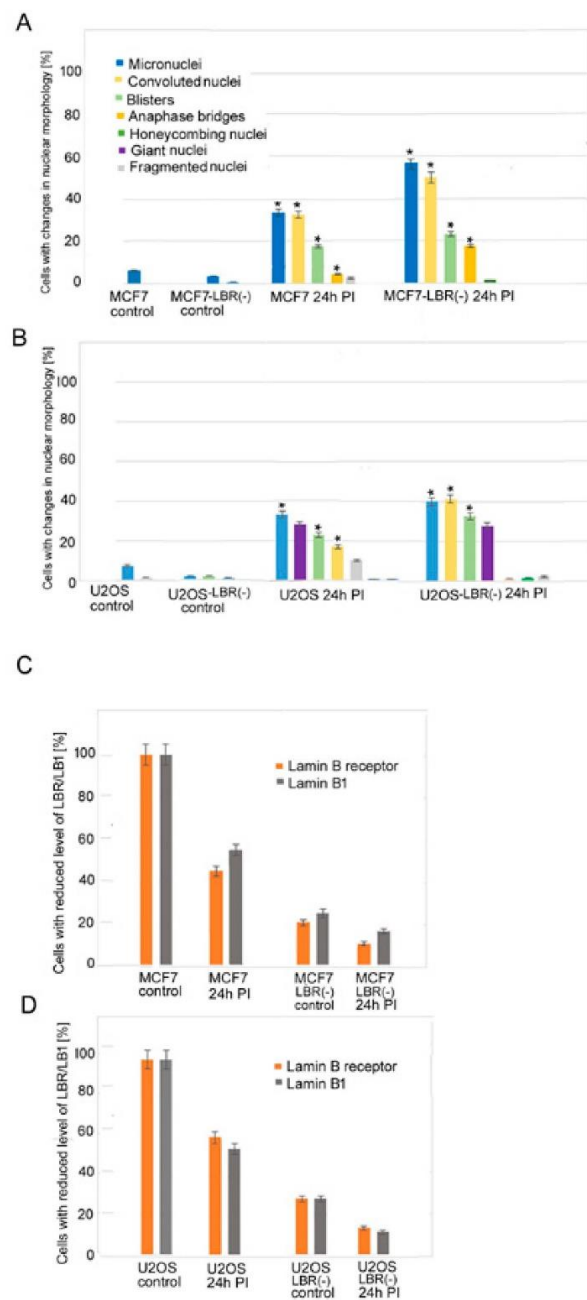 A
Cells with changes in nuclear morphology [%]
100
80
60
40
20
0
Micronuclei
Convoluted nuclei
Blisters
Anaphase bridges
Honeycombing nuclei
Giant nuclei
Fragmented nuclei
* * * *
* * * *
MCF7 control
MCF7-LBR(-) control
MCF7 24h PI
MCF7-LBR(-) 24h PI
B
Cells with changes in nuclear morphology [%]
100
80
60
40
20
0
* * *
* * *
U2OS control
U2OS-LBR(-) control
U2OS 24h PI
U2OS-LBR(-) 24h PI
C
Cells with reduced level of LBR/LB1 [%]
100
80
60
40
20
0
Lamin B receptor
Lamin B1
MCF7 control
MCF7 24h PI
MCF7 LBR(-) control
MCF7 LBR(-) 24h PI
D
Cells with reduced level of LBR/LB1 [%]
100
80
60
40
20
0
Lamin B receptor
Lamin B1
U2OS control
U2OS 24h PI
U2OS LBR(-) control
U2OS LBR(-) 24h PI